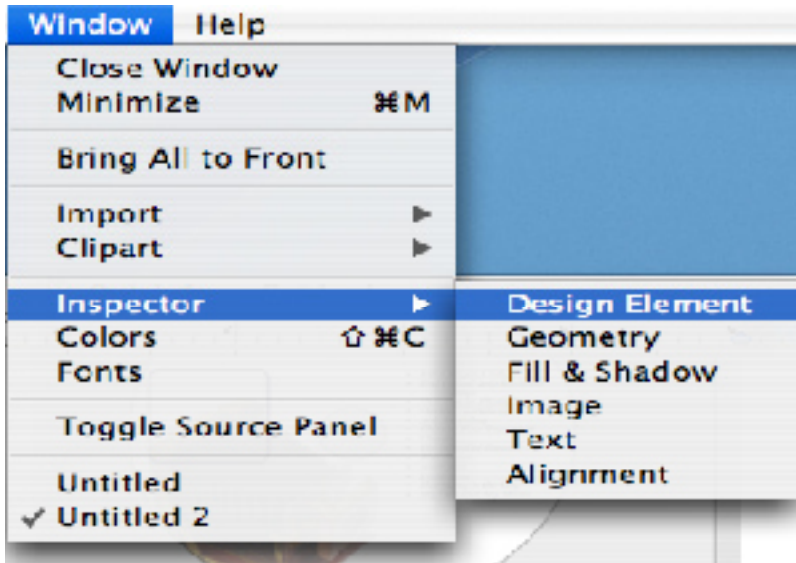 Window Help
Close Window
Minimize ⌘M
Bring All to Front
Import
Clipart
Inspector
Colors ⇧⌘C
Fonts
Toggle Source Panel
Untitled
✓ Untitled 2
Design Element
Geometry
Fill & Shadow
Image
Text
Alignment